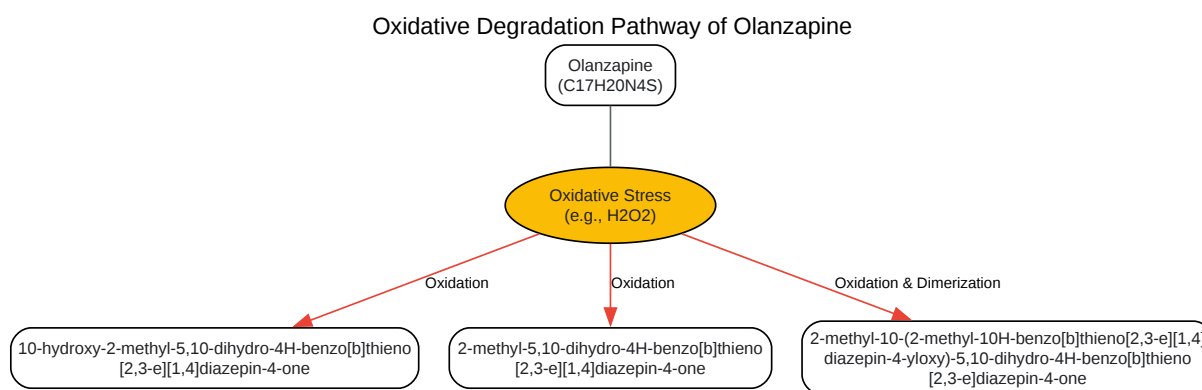 Oxidative Degradation Pathway of Olanzapine
Olanzapine
(C17H20N4S)
Oxidative Stress
(e.g., H2O2)
Oxidation
Oxidation
Oxidation & Dimerization
10-hydroxy-2-methyl-5,10-dihydro-4H-benzo[b]thieno
[2,3-e][1,4]diazepin-4-one
2-methyl-5,10-dihydro-4H-benzo[b]thieno
[2,3-e][1,4]diazepin-4-one
2-methyl-10-(2-methyl-10H-benzo[b]thieno[2,3-e][1,4]
diazepin-4-yloxy)-5,10-dihydro-4H-benzo[b]thieno
[2,3-e]diazepin-4-one